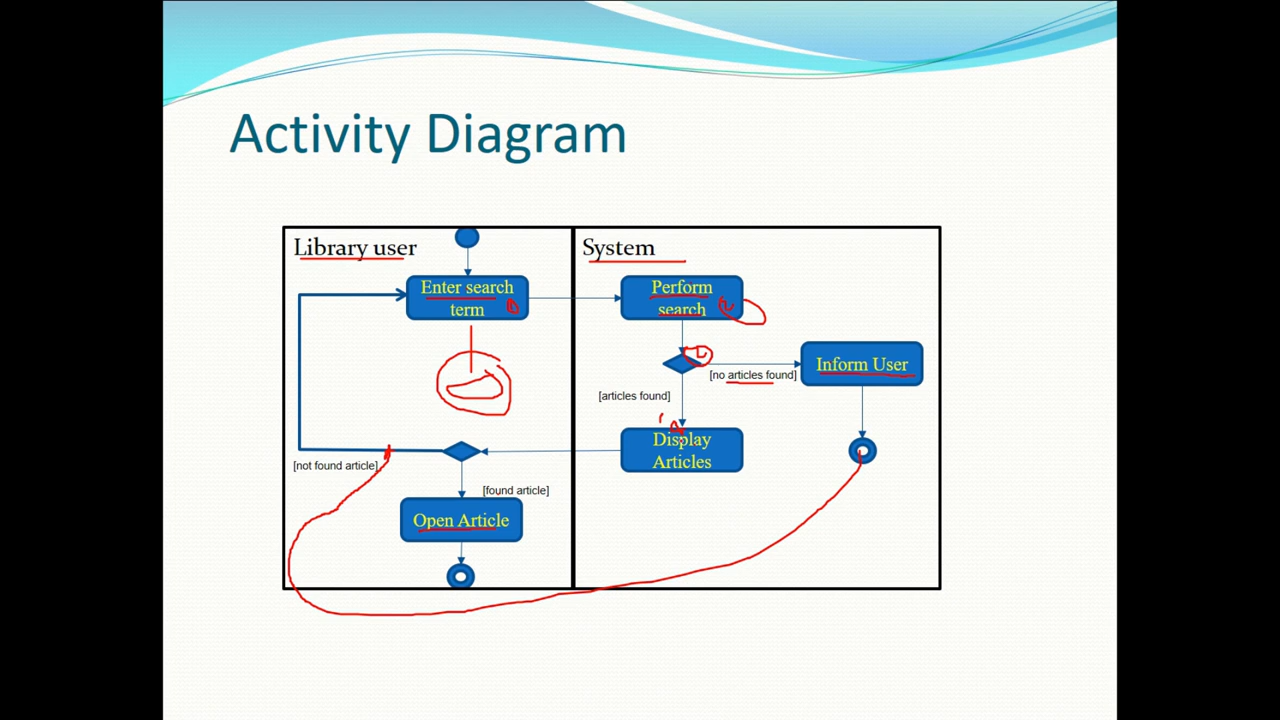 Activity Diagram
Library user
System
Enter search
term
Perform
search
Inform User
[no articles found]
[articles found]
Display
Articles
[not found article]
[found article]
Open Article